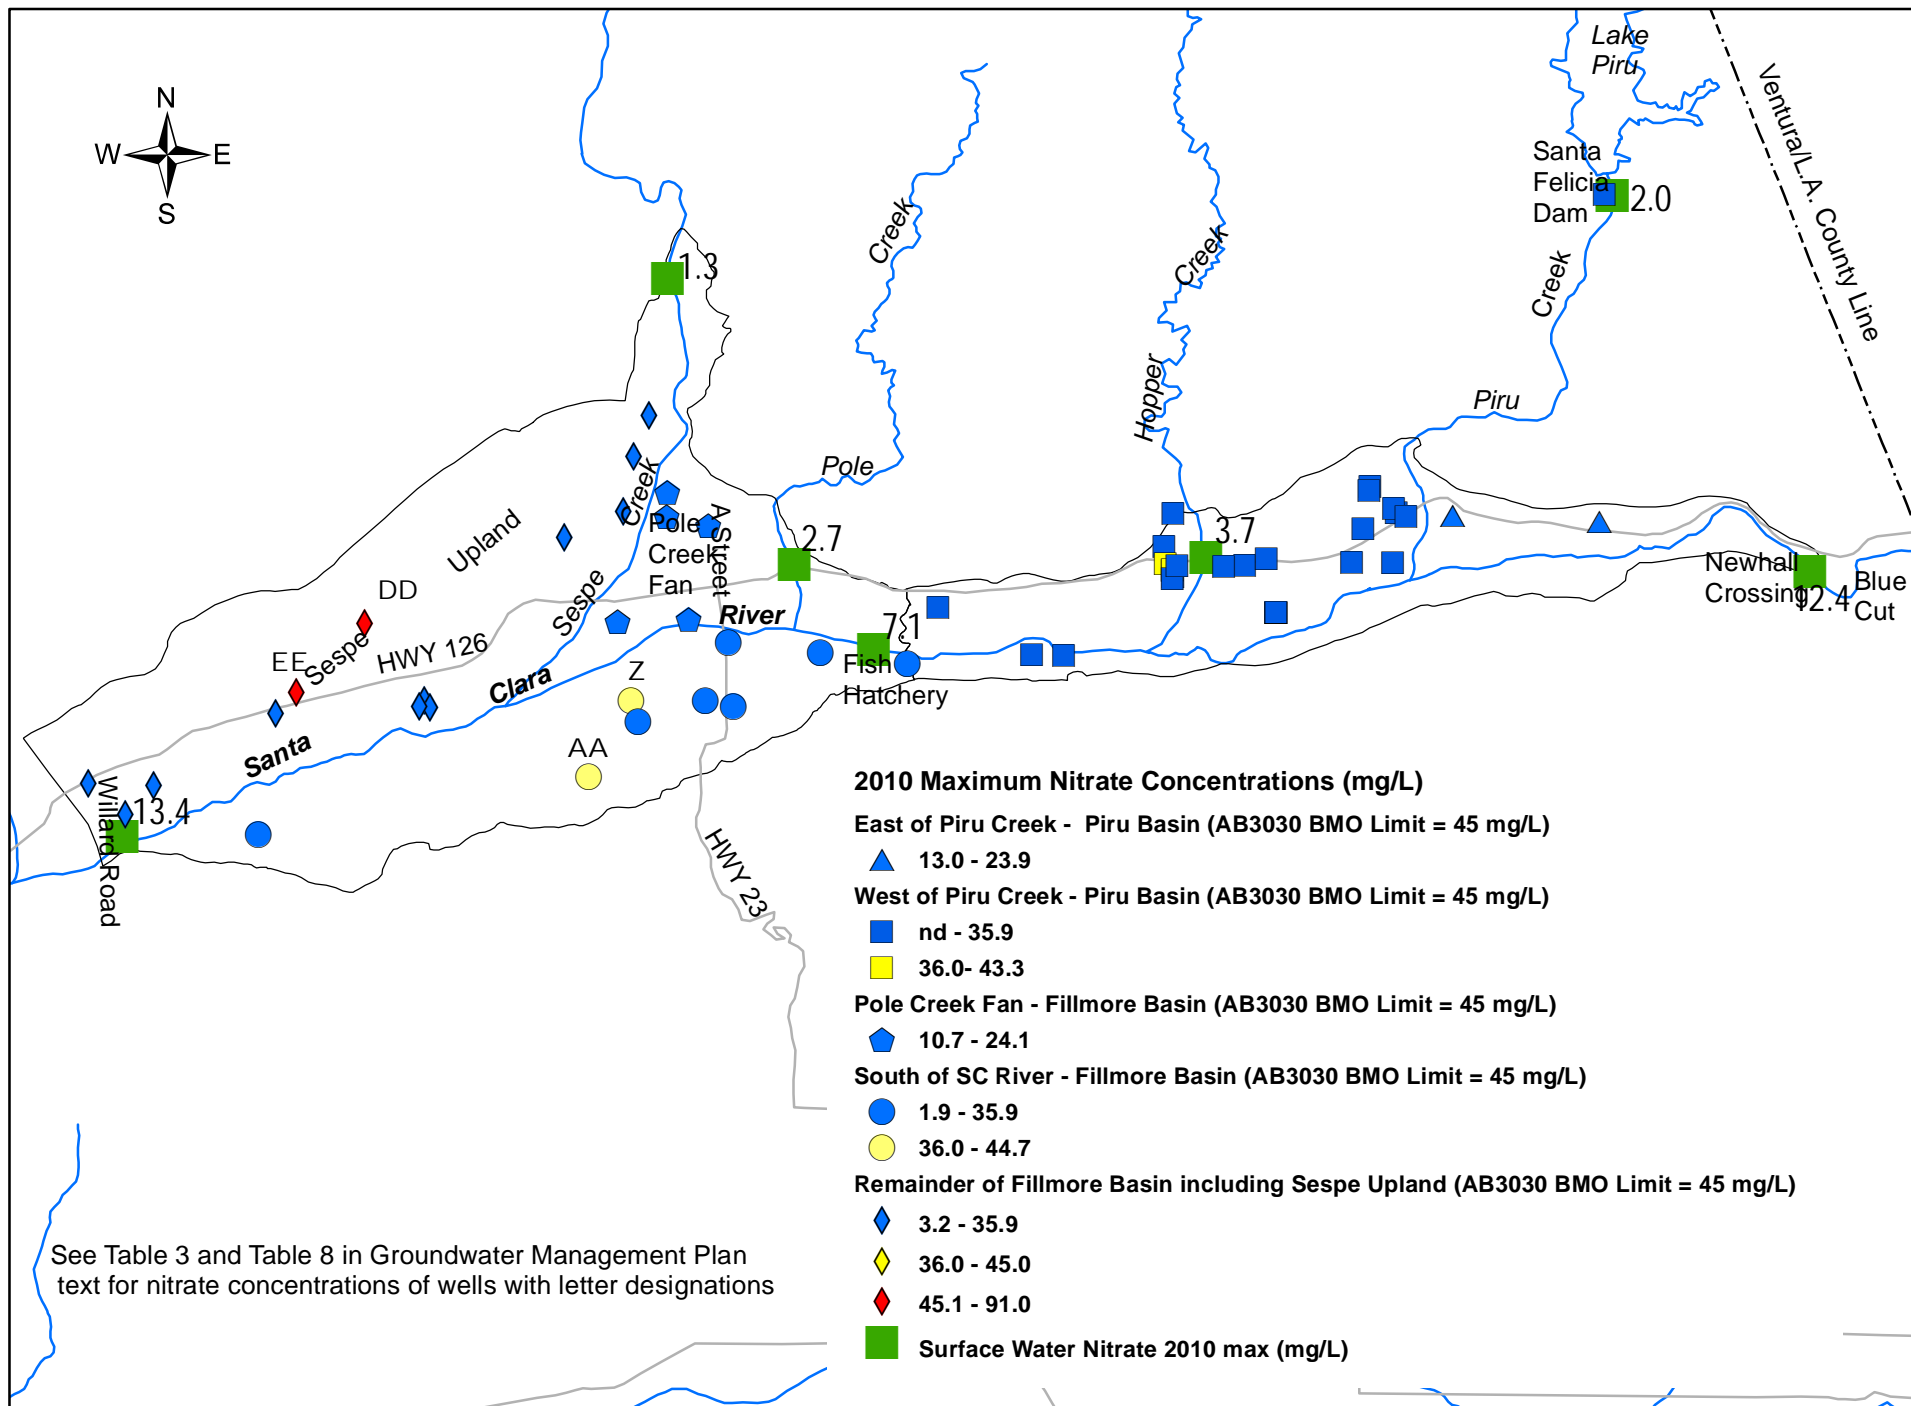 Lake
Piru
Ventura/L.A. County Line
N
W
E
S
Santa
Felicia
Dam
2.0
Creek
Creek
Creek
1.3
Hopper
Piru
Pole
Creek
Upland
Pole
Creek
Fan
A Street
2.7
3.7
Newhall
Crossing
12.4
Blue
Cut
DD
Sespe
River
7.1
Fish
Hatchery
EE
Sespe
HWY 126
Clara
Z
Santa
AA
Willard Road
13.4
HWY 23
2010 Maximum Nitrate Concentrations (mg/L)
East of Piru Creek - Piru Basin (AB3030 BMO Limit = 45 mg/L)
13.0 - 23.9
West of Piru Creek - Piru Basin (AB3030 BMO Limit = 45 mg/L)
nd - 35.9
36.0- 43.3
Pole Creek Fan - Fillmore Basin (AB3030 BMO Limit = 45 mg/L)
10.7 - 24.1
South of SC River - Fillmore Basin (AB3030 BMO Limit = 45 mg/L)
1.9 - 35.9
36.0 - 44.7
Remainder of Fillmore Basin including Sespe Upland (AB3030 BMO Limit = 45 mg/L)
3.2 - 35.9
36.0 - 45.0
45.1 - 91.0
Surface Water Nitrate 2010 max (mg/L)
See Table 3 and Table 8 in Groundwater Management Plan
text for nitrate concentrations of wells with letter designations